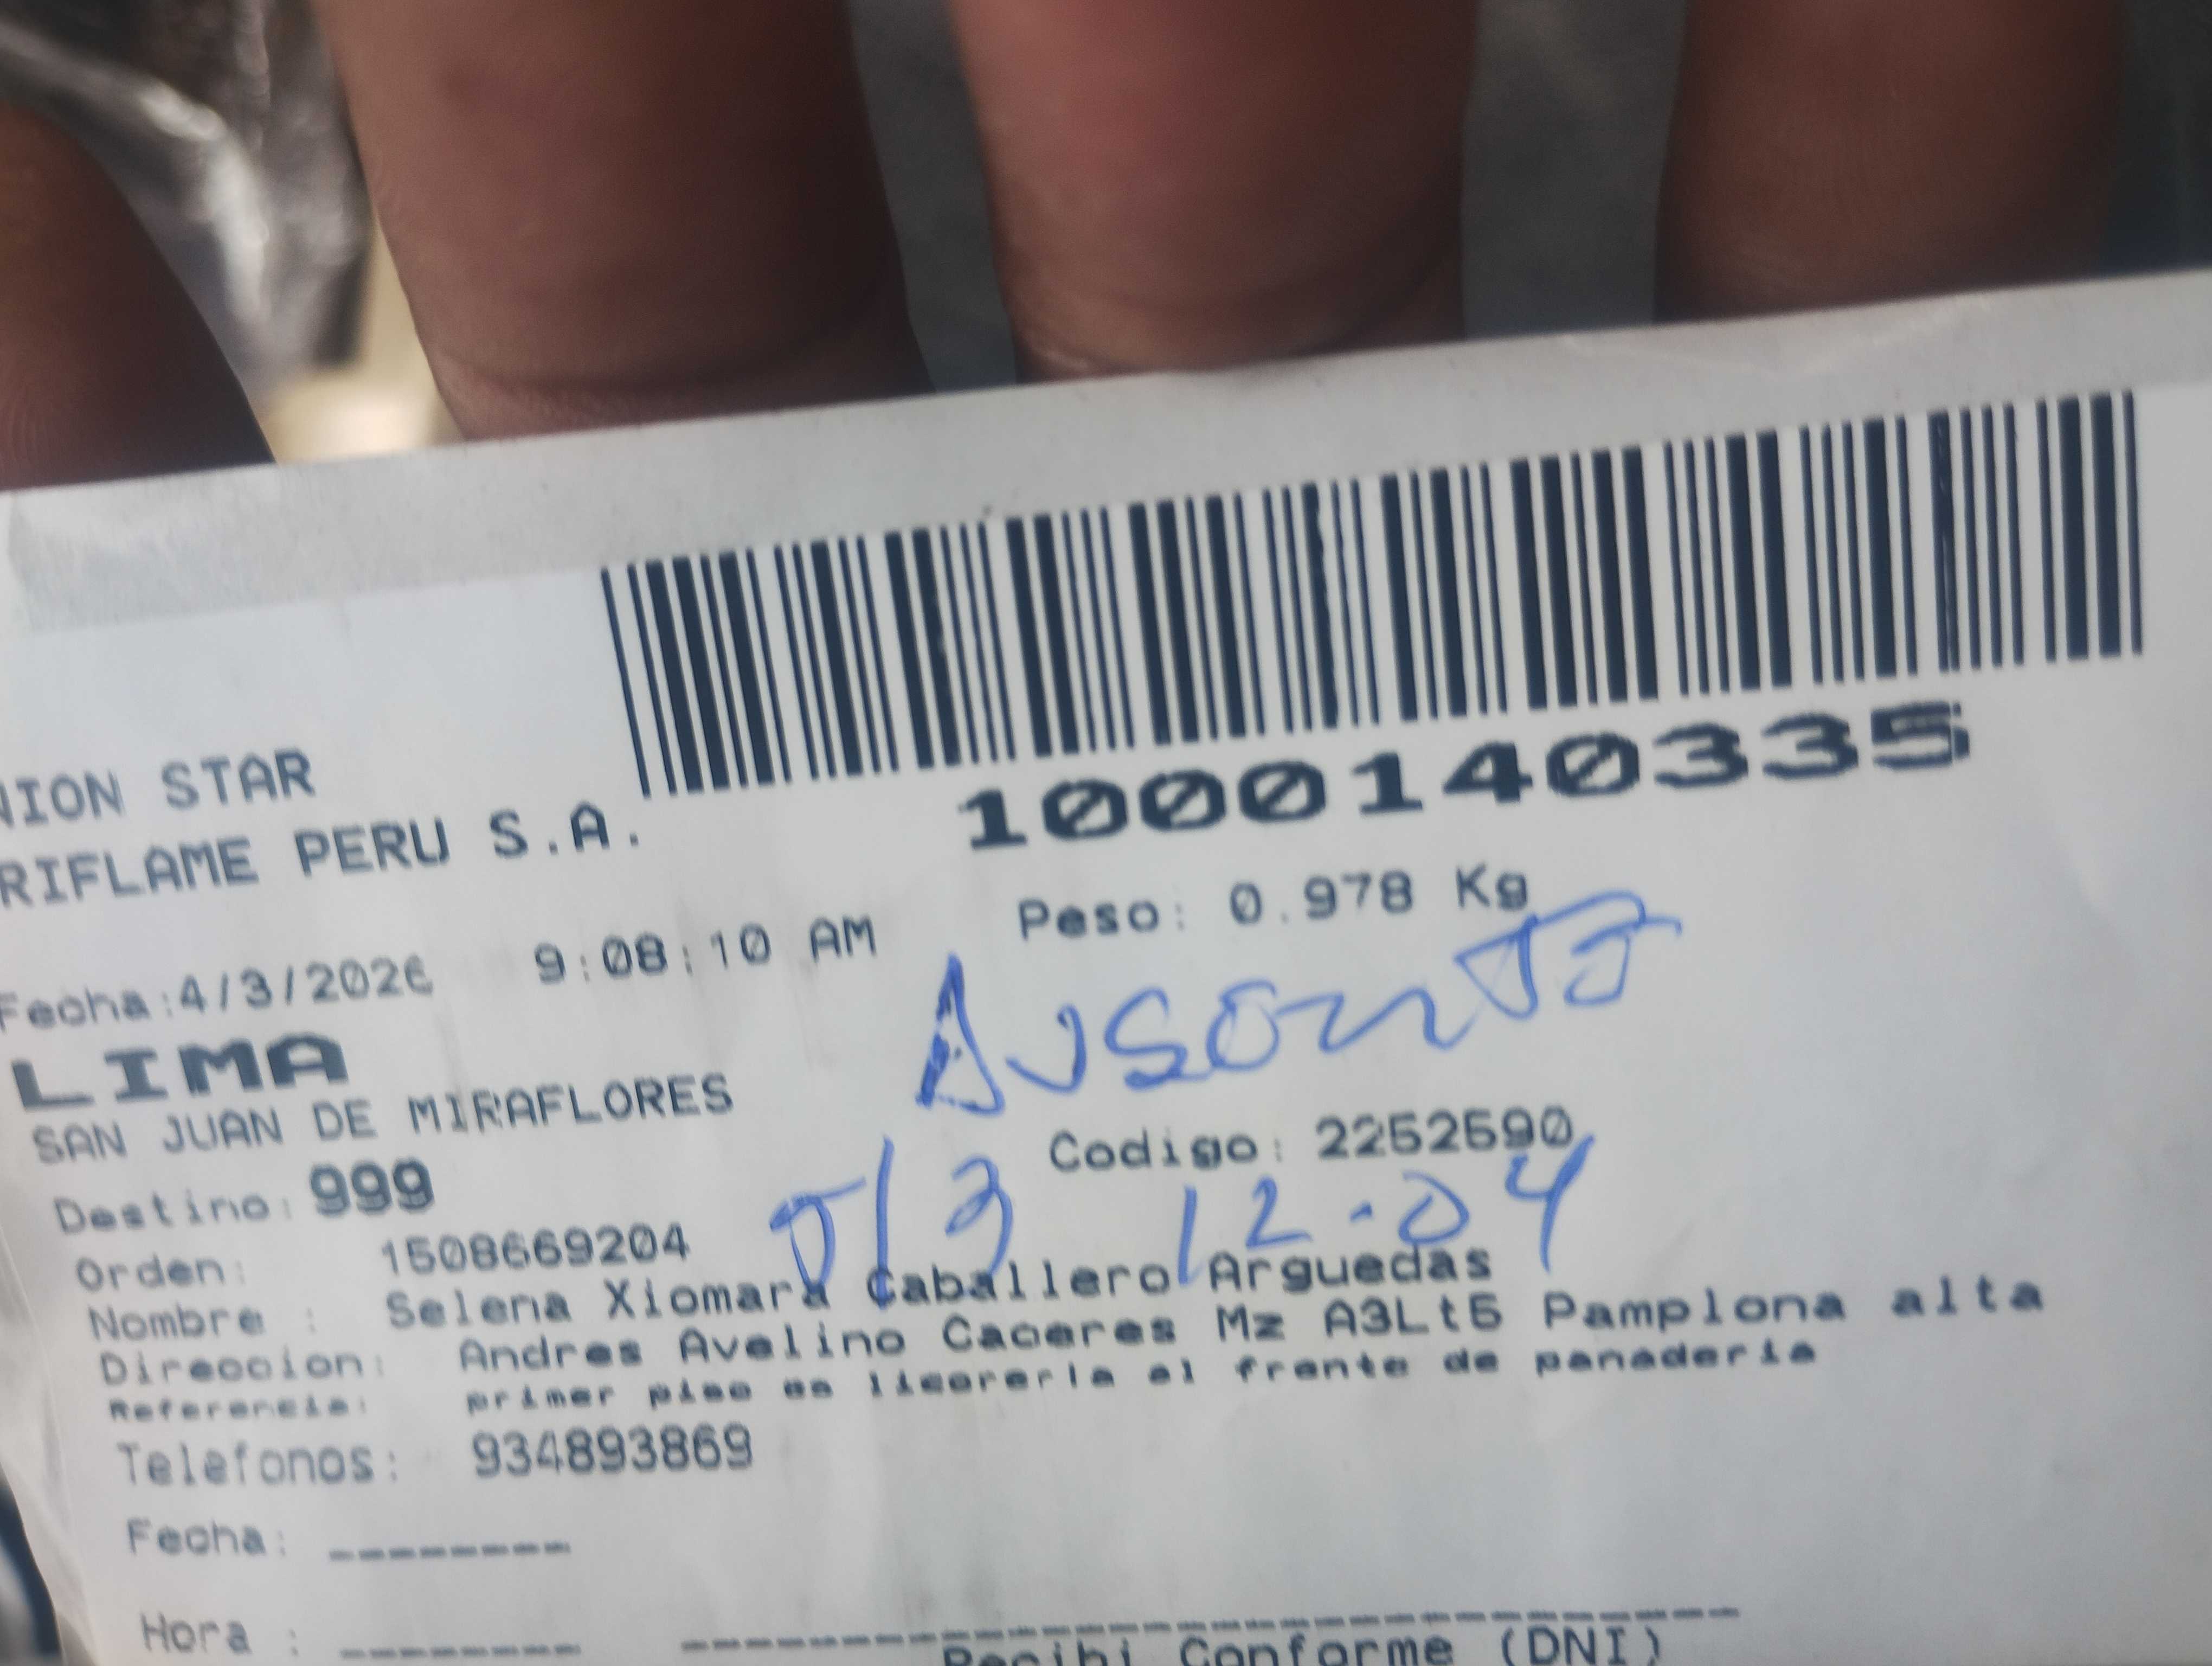 NION STAR
RIFLAME PERU S.A.
1000140335
Peso: 0.978 Kg
Fecha:4/3/2026 9:08:10 AM
Ausente
LIMA
SAN JUAN DE MIRAFLORES
Codigo: 2252590
Destino: 999
5/3 12-04
Orden: 1508669204
Nombre : Selena Xiomara Caballero Arguedas
Direccion: Andres Avelino Caceres Mz A3Lt5 Pamplona alta
Referencia: primer piso es licoreria al frente de panaderia
Telefonos: 934893869
Fecha: _________
Hora : _________
Recibi Conforme (DNI)